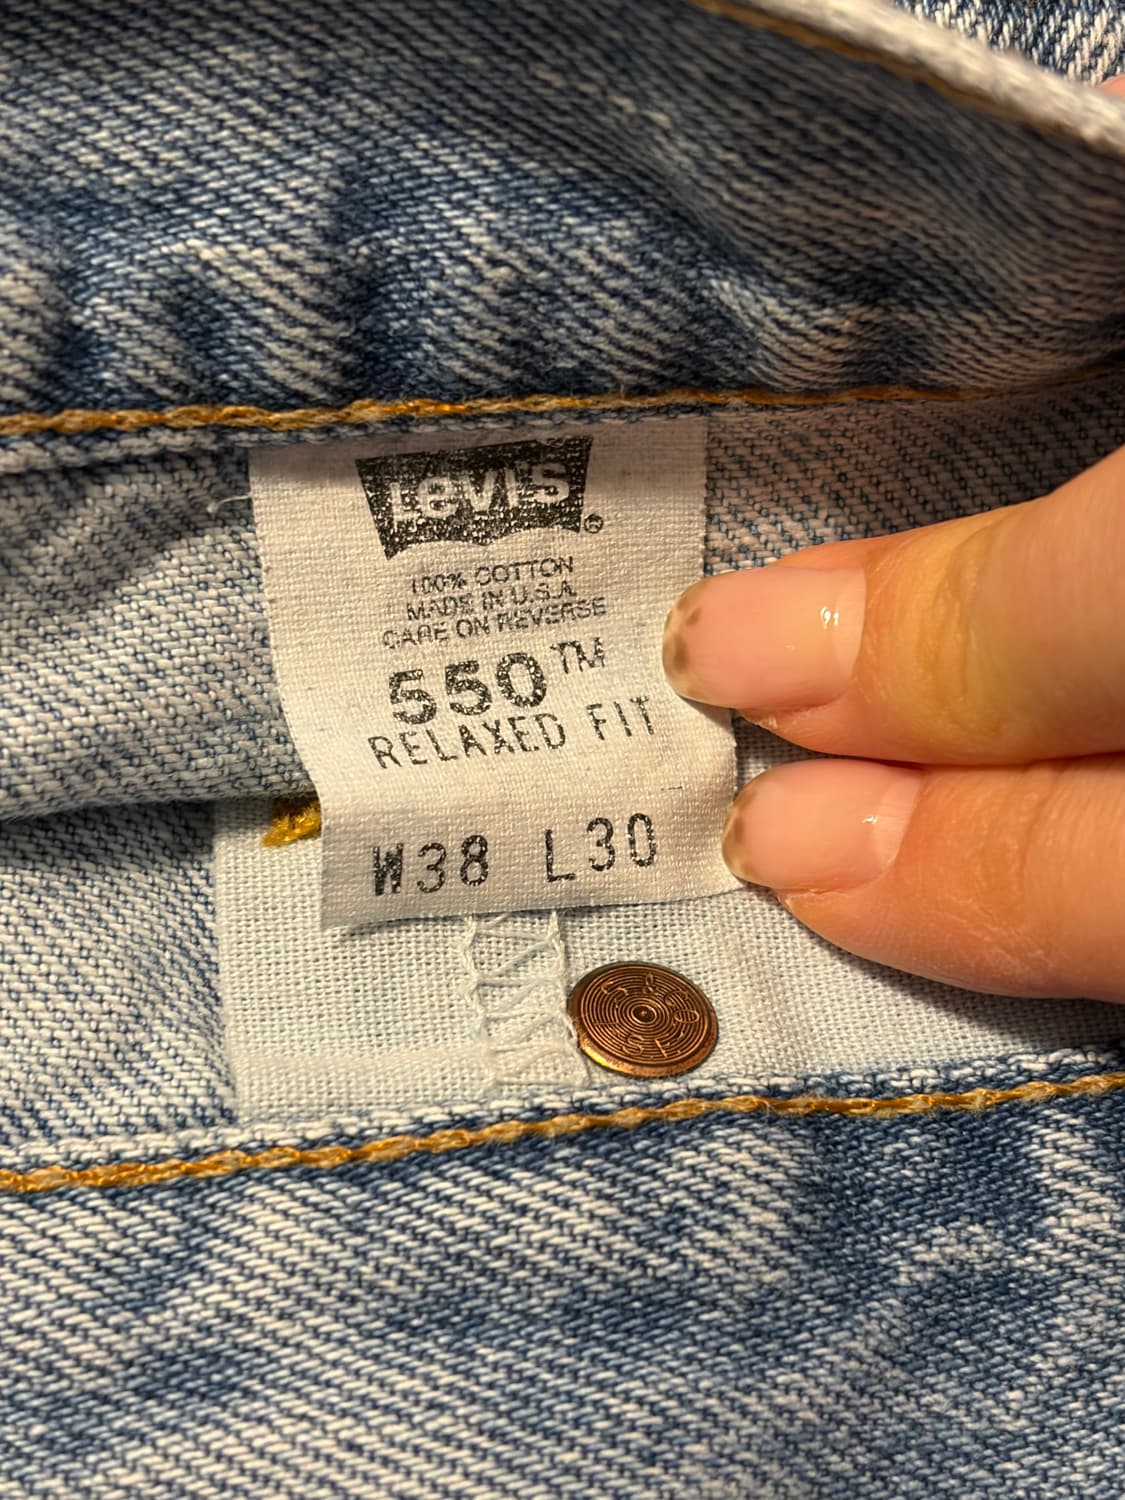 Levi's®
100% COTTON
MADE IN U.S.A.
CARE ON REVERSE
550™
RELAXED FIT
W38 L30